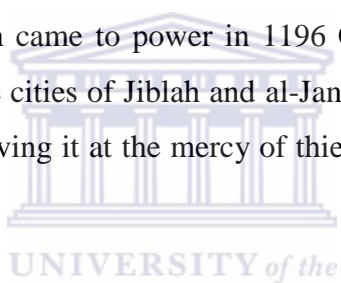 n came to power in 1196
e cities of Jiblah and al-Jan
ving it at the mercy of thie
UNIVERSITY of the